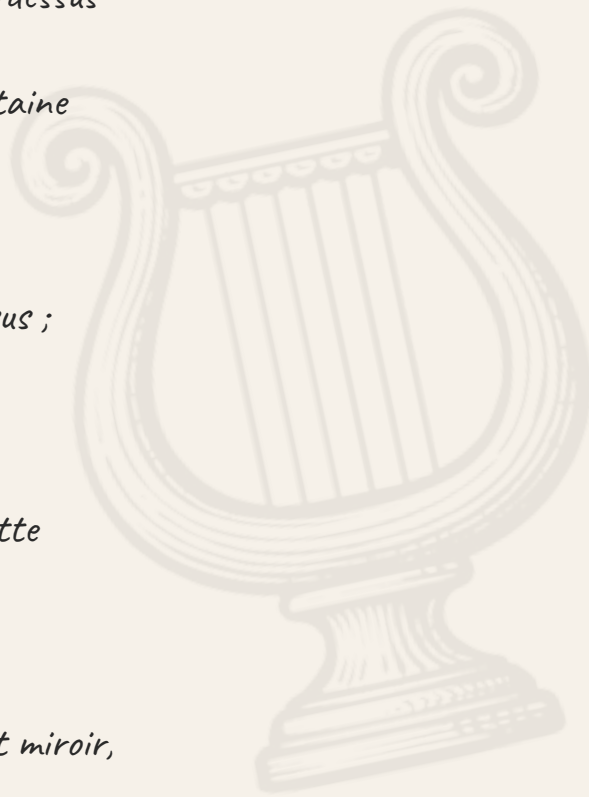 dessus
taine
us ;
tte
t miroir,